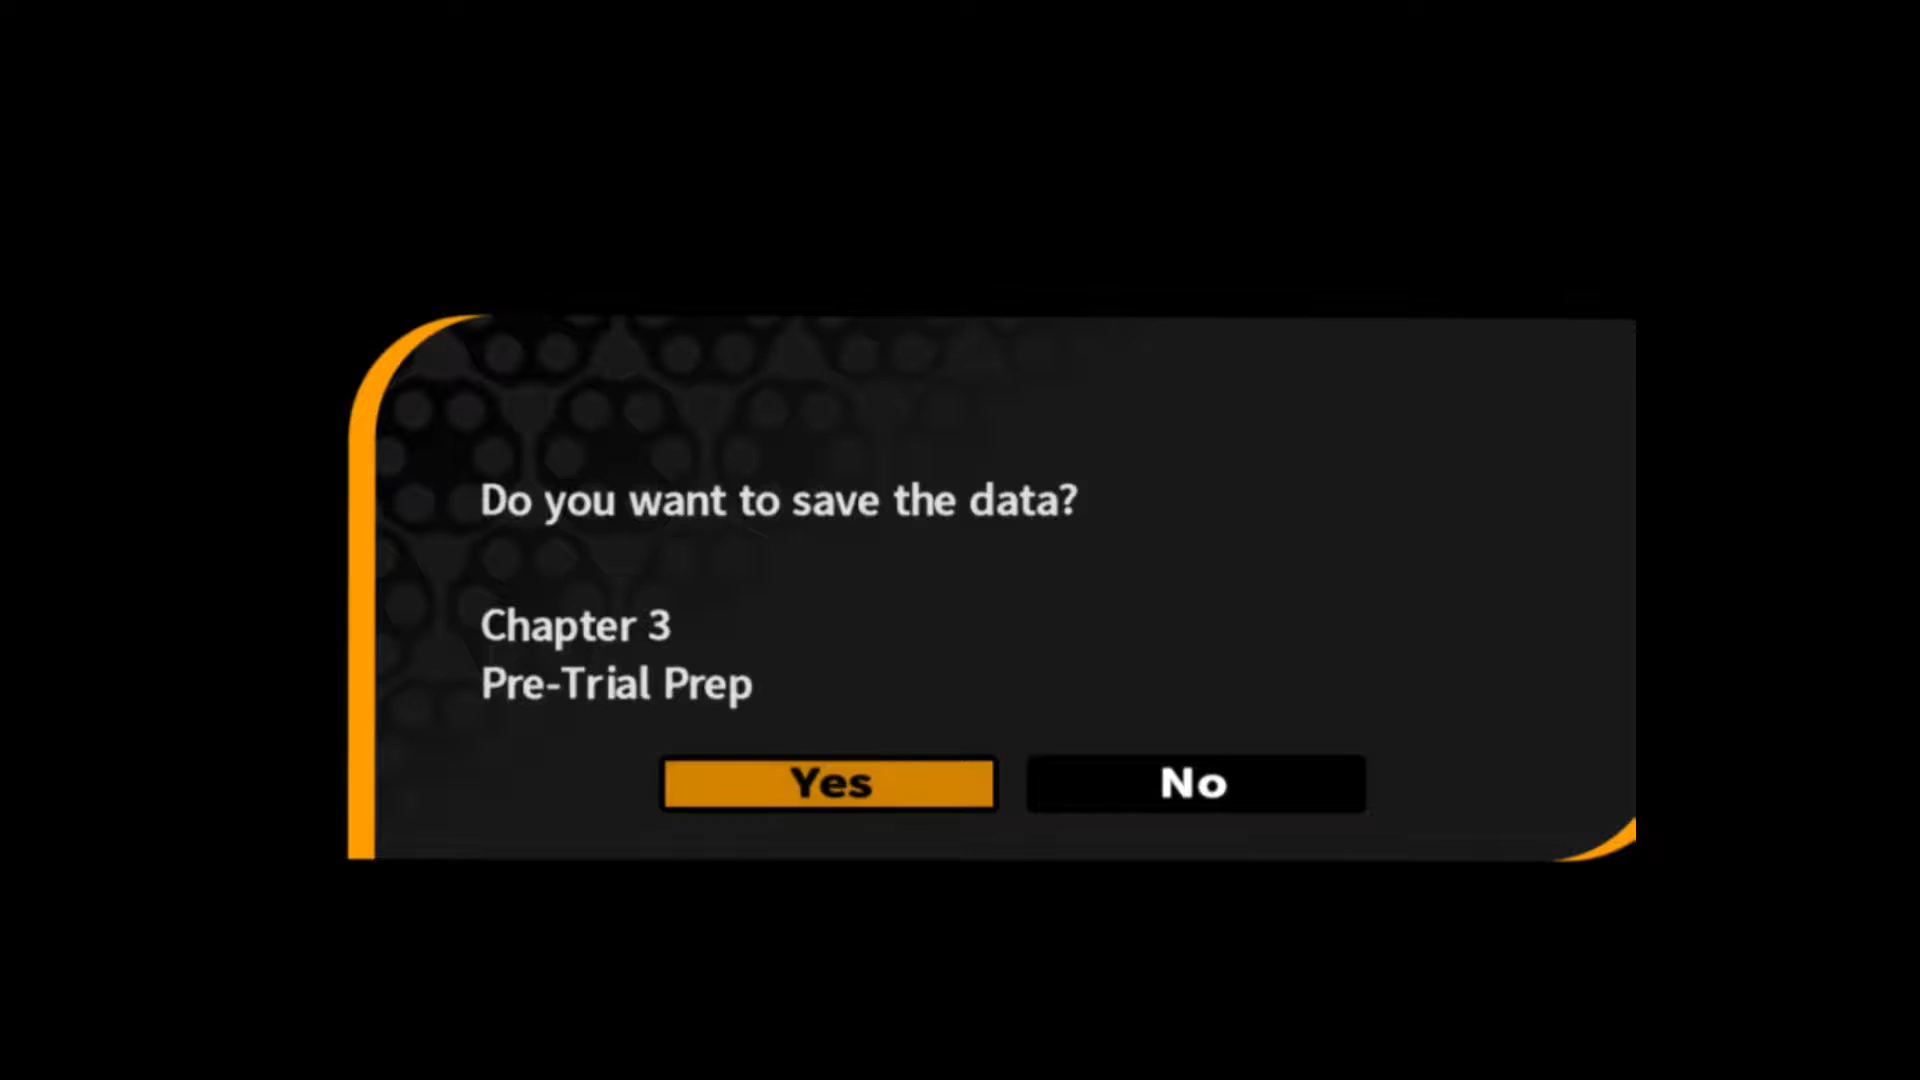 Do you want to save the data?
Chapter 3
Pre-Trial Prep
Yes
No